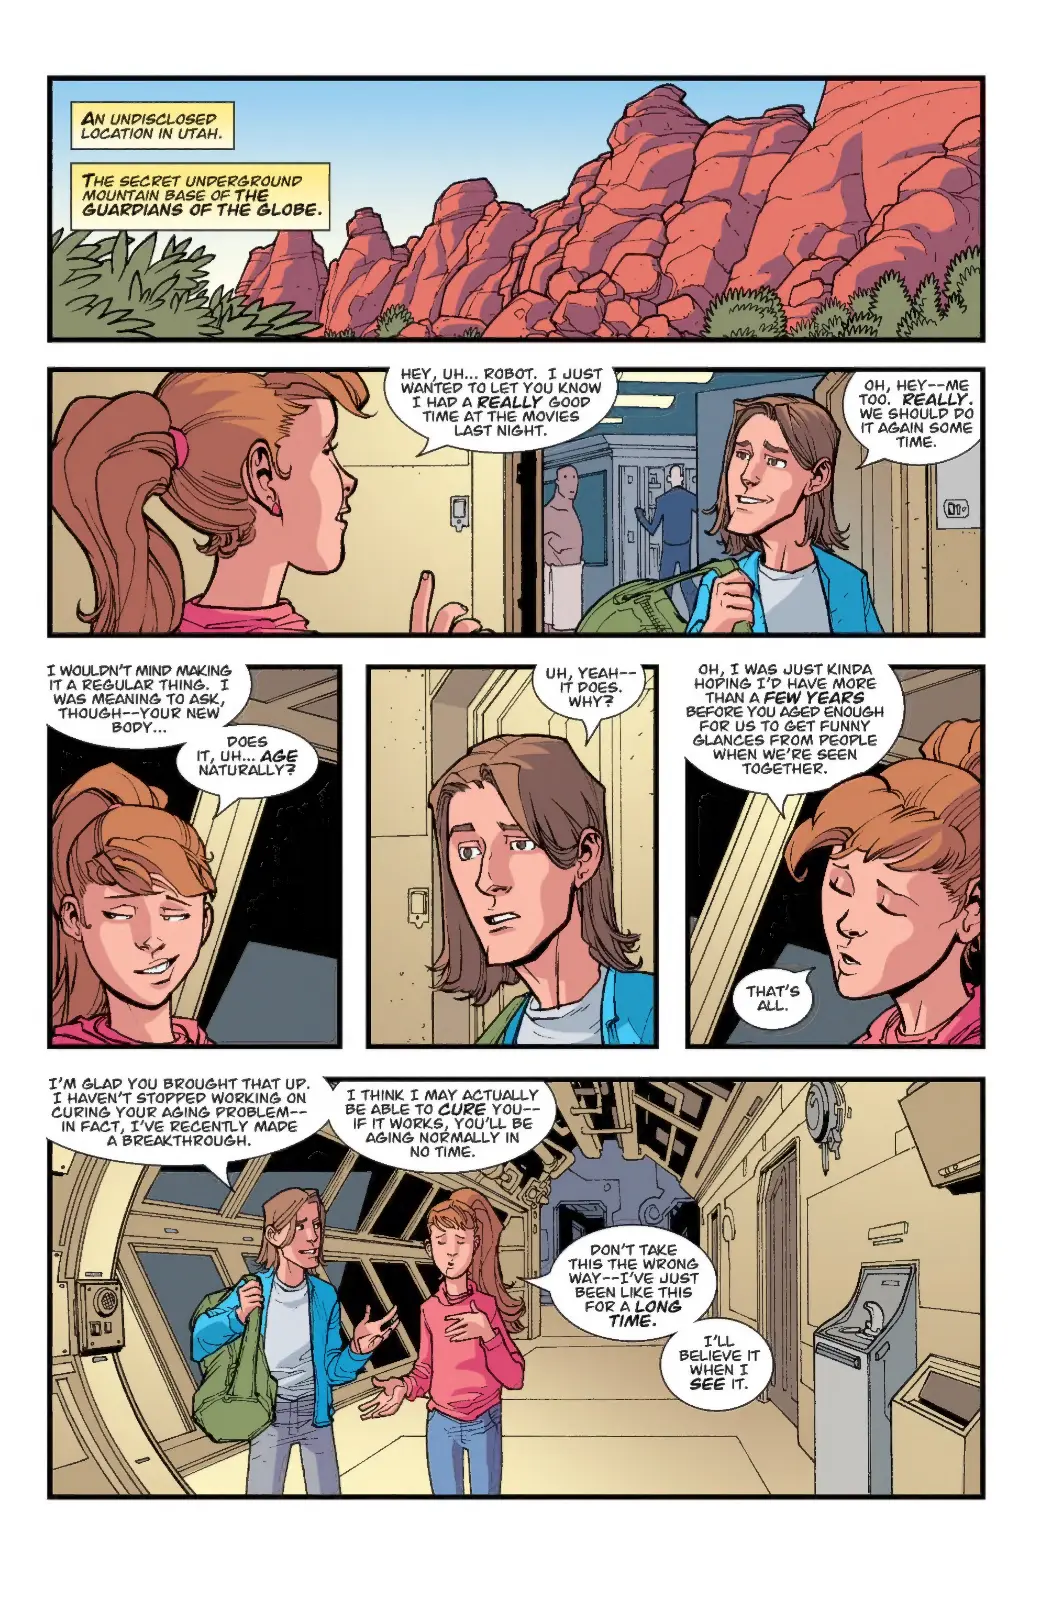 AN UNDISCLOSED
LOCATION IN UTAH.
THE SECRET UNDERGROUND
MOUNTAIN BASE OF THE
GUARDIANS OF THE GLOBE.
HEY, UH... ROBOT. I JUST
WANTED TO LET YOU KNOW
I HAD A REALLY GOOD
TIME AT THE MOVIES
LAST NIGHT.
OH, HEY--ME
TOO. REALLY.
WE SHOULD DO
IT AGAIN SOME
TIME.
I WOULDN'T MIND MAKING
IT A REGULAR THING. I
WAS MEANING TO ASK,
THOUGH--YOUR NEW
BODY...
DOES
IT, UH... AGE
NATURALLY?
UH, YEAH--
IT DOES.
WHY?
OH, I WAS JUST KINDA
HOPING I'D HAVE MORE
THAN A FEW YEARS
BEFORE YOU AGED ENOUGH
FOR US TO GET FUNNY
GLANCES FROM PEOPLE
WHEN WE'RE SEEN
TOGETHER.
THAT'S
ALL.
I'M GLAD YOU BROUGHT THAT UP.
I HAVEN'T STOPPED WORKING ON
CURING YOUR AGING PROBLEM--
IN FACT, I'VE RECENTLY MADE
A BREAKTHROUGH.
I THINK I MAY ACTUALLY
BE ABLE TO CURE YOU--
IF IT WORKS, YOU'LL BE
AGING NORMALLY IN
NO TIME.
DON'T TAKE
THIS THE WRONG
WAY--I'VE JUST
BEEN LIKE THIS
FOR A LONG
TIME.
I'LL
BELIEVE IT
WHEN I
SEE IT.